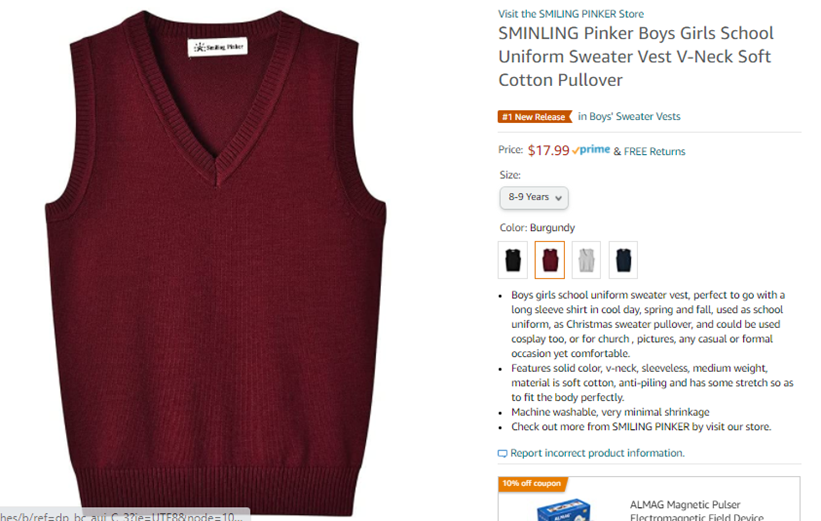 Smiling Pinker
Visit the SMILING PINKER Store
SMINLING Pinker Boys Girls School
Uniform Sweater Vest V-Neck Soft
Cotton Pullover
#1 New Release in Boys' Sweater Vests
Price: $17.99 prime & FREE Returns
Size:
8-9 Years
Color: Burgundy
Boys girls school uniform sweater vest, perfect to go with a
long sleeve shirt in cool day, spring and fall, used as school
uniform, as Christmas sweater pullover, and could be used
cosplay too, or for church , pictures, any casual or formal
occasion yet comfortable.
Features solid color, v-neck, sleeveless, medium weight,
material is soft cotton, anti-piling and has some stretch so as
to fit the body perfectly.
Machine washable, very minimal shrinkage
Check out more from SMILING PINKER by visit our store.
Report incorrect product information.
10% off coupon
ALMAG
ALMAG Magnetic Pulser
Electromagnetic Field Device
hes/b/ref=dp_bc_aui_C_3?ie=UTF8&node=10...